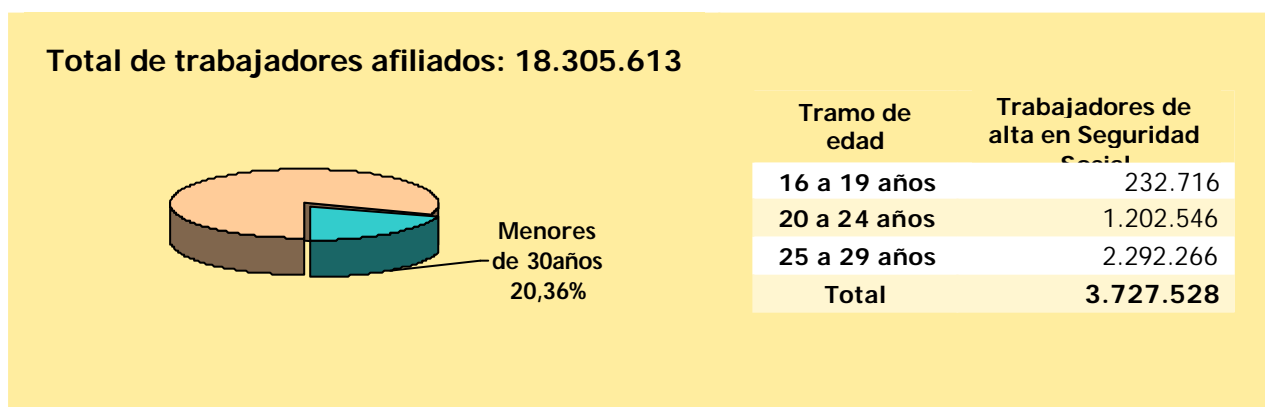 Total de trabajadores afiliados: 18.305.613
Menores
de 30años
20,36%
Tramo de
edad
Trabajadores de
alta en Seguridad
Social
16 a 19 años 232.716
20 a 24 años 1.202.546
25 a 29 años 2.292.266
Total 3.727.528